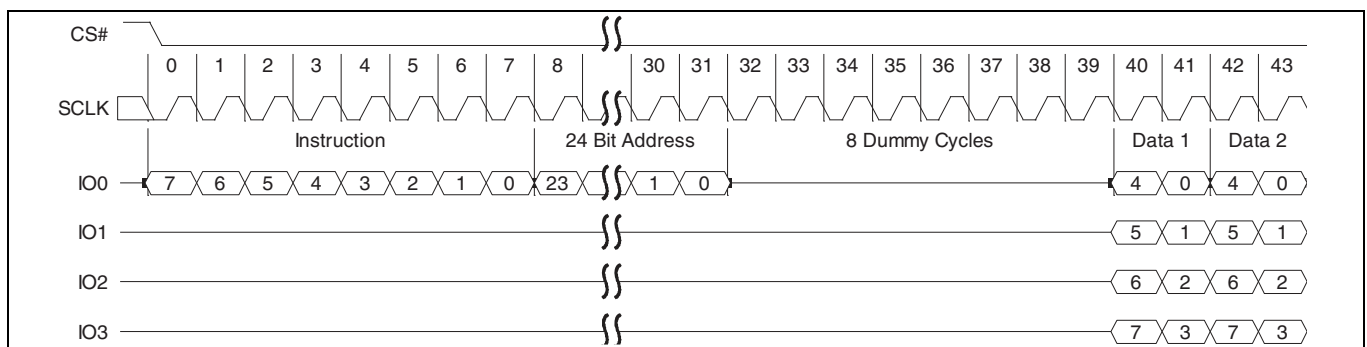 CS#
0 1 2 3 4 5 6 7 8 30 31 32 33 34 35 36 37 38 39 40 41 42 43
SCLK
Instruction 24 Bit Address 8 Dummy Cycles Data 1 Data 2
IO0 7 6 5 4 3 2 1 0 23 1 0 4 0 4 0
IO1 5 1 5 1
IO2 6 2 6 2
IO3 7 3 7 3